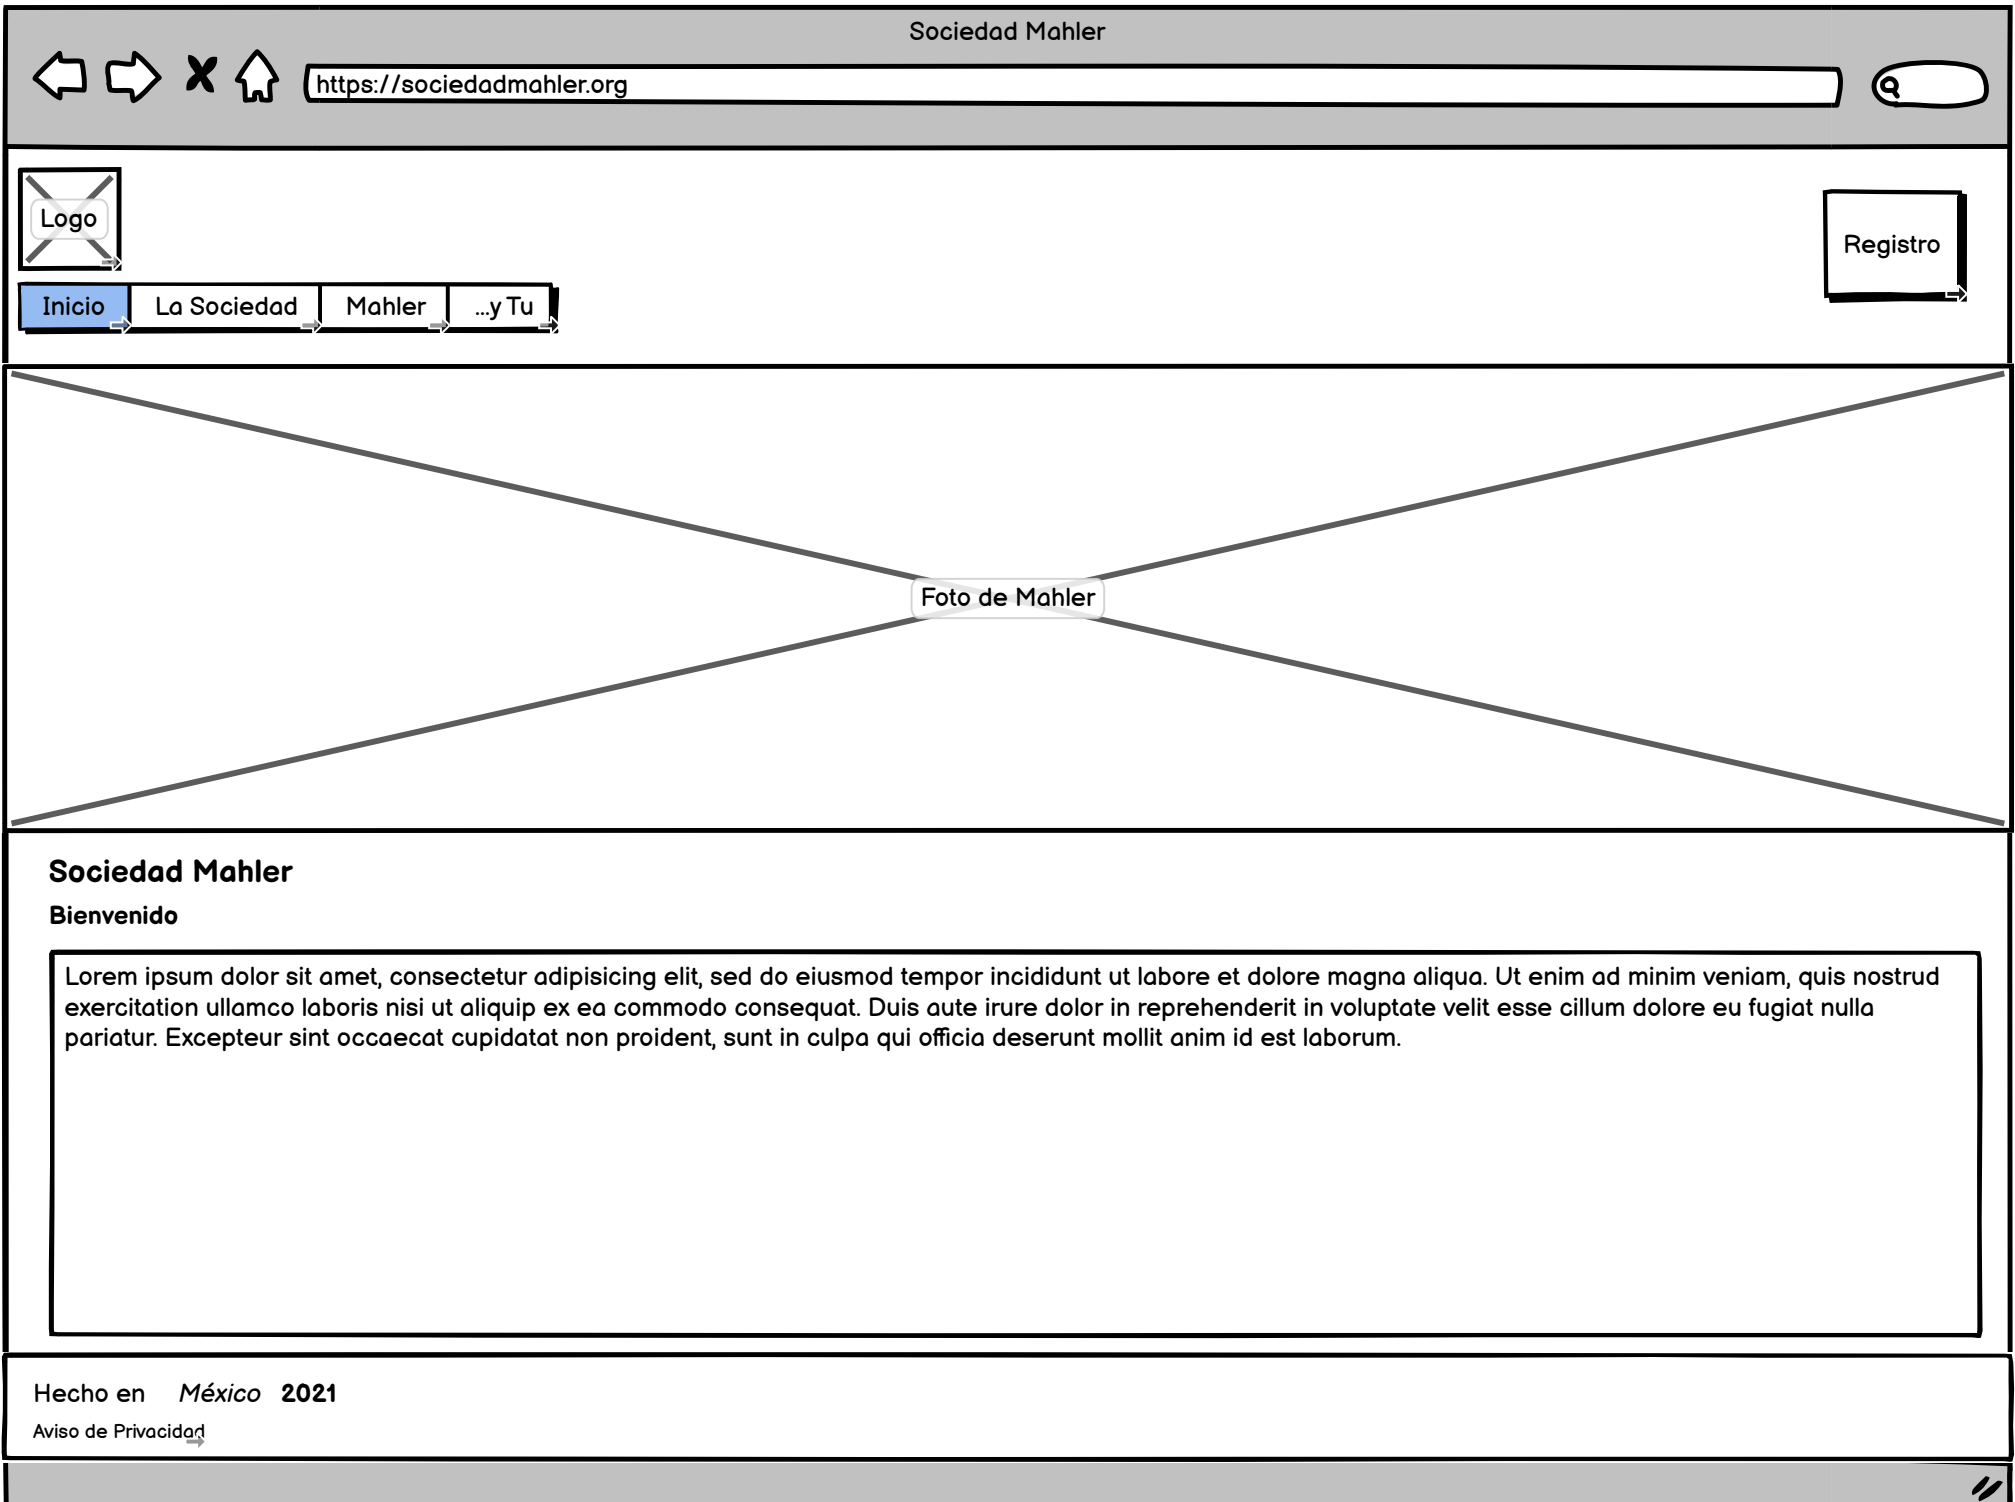 Sociedad Mahler
https://sociedadmahler.org
Logo
Registro
Inicio La Sociedad Mahler ...y Tu
Foto de Mahler
Sociedad Mahler
Bienvenido
Lorem ipsum dolor sit amet, consectetur adipisicing elit, sed do eiusmod tempor incididunt ut labore et dolore magna aliqua. Ut enim ad minim veniam, quis nostrud
exercitation ullamco laboris nisi ut aliquip ex ea commodo consequat. Duis aute irure dolor in reprehenderit in voluptate velit esse cillum dolore eu fugiat nulla
pariatur. Excepteur sint occaecat cupidatat non proident, sunt in culpa qui officia deserunt mollit anim id est laborum.
Hecho en México 2021
Aviso de Privacidad